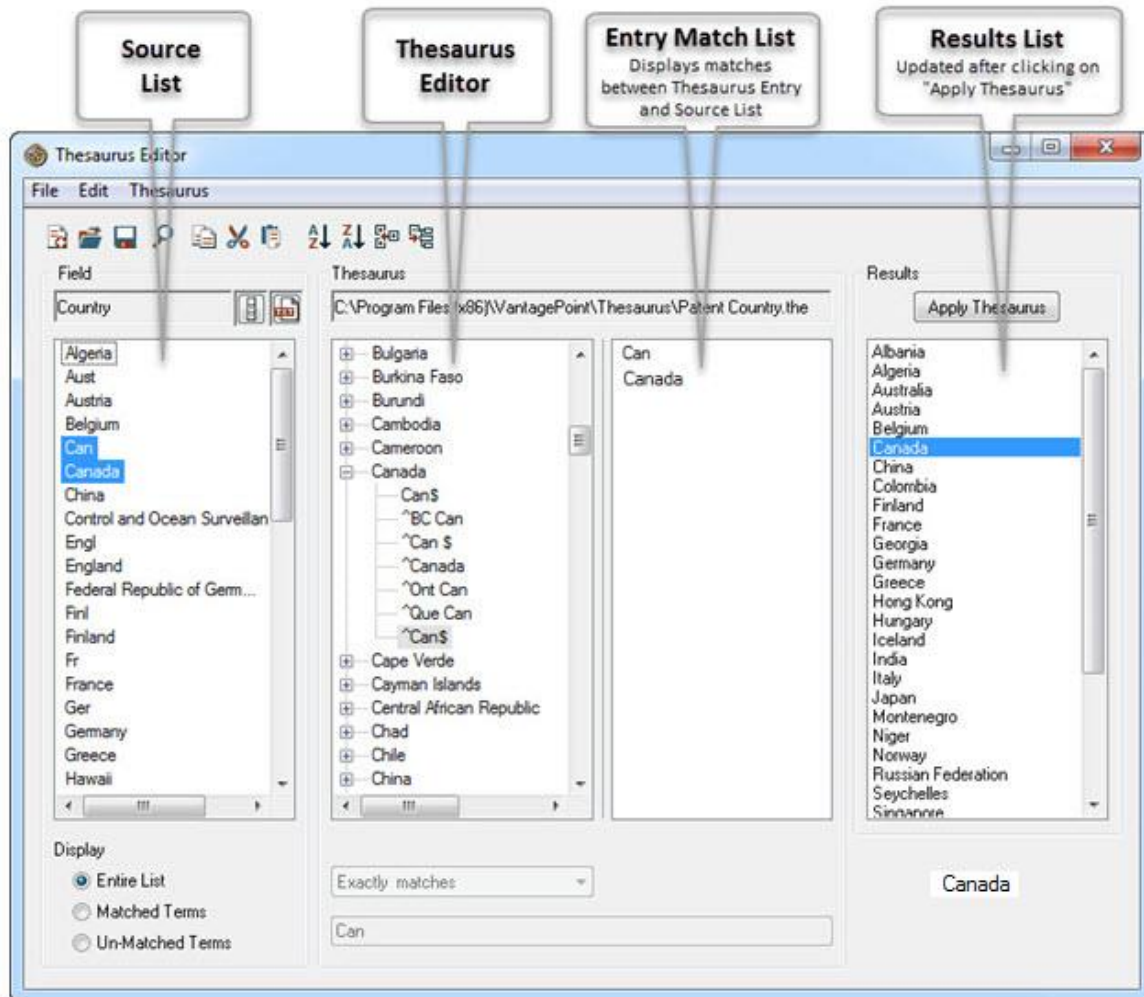 Source
List
Thesaurus
Editor
Entry Match List
Displays matches
between Thesaurus Entry
and Source List
Results List
Updated after clicking on
"Apply Thesaurus"
Thesaurus Editor
File Edit Thesaurus
Field
Country
Algeria
Aust
Austria
Belgium
Can
Canada
China
Control and Ocean Surveillan
Engl
England
Federal Republic of Germ...
Finl
Finland
Fr
France
Ger
Germany
Greece
Hawaii
Display
Entire List
Matched Terms
Un-Matched Terms
Thesaurus
C:\Program Files (x86)\VantagePoint\Thesaurus\Patent Country.the
Bulgaria
Burkina Faso
Burundi
Cambodia
Cameroon
Canada
Can$
^BC Can
^Can $
^Canada
^Ont Can
^Que Can
^Can$
Cape Verde
Cayman Islands
Central African Republic
Chad
Chile
China
Can
Canada
Exactly matches
Can
Results
Apply Thesaurus
Albania
Algeria
Australia
Austria
Belgium
Canada
China
Colombia
Finland
France
Georgia
Germany
Greece
Hong Kong
Hungary
Iceland
India
Italy
Japan
Montenegro
Niger
Norway
Russian Federation
Seychelles
Singapore
Canada